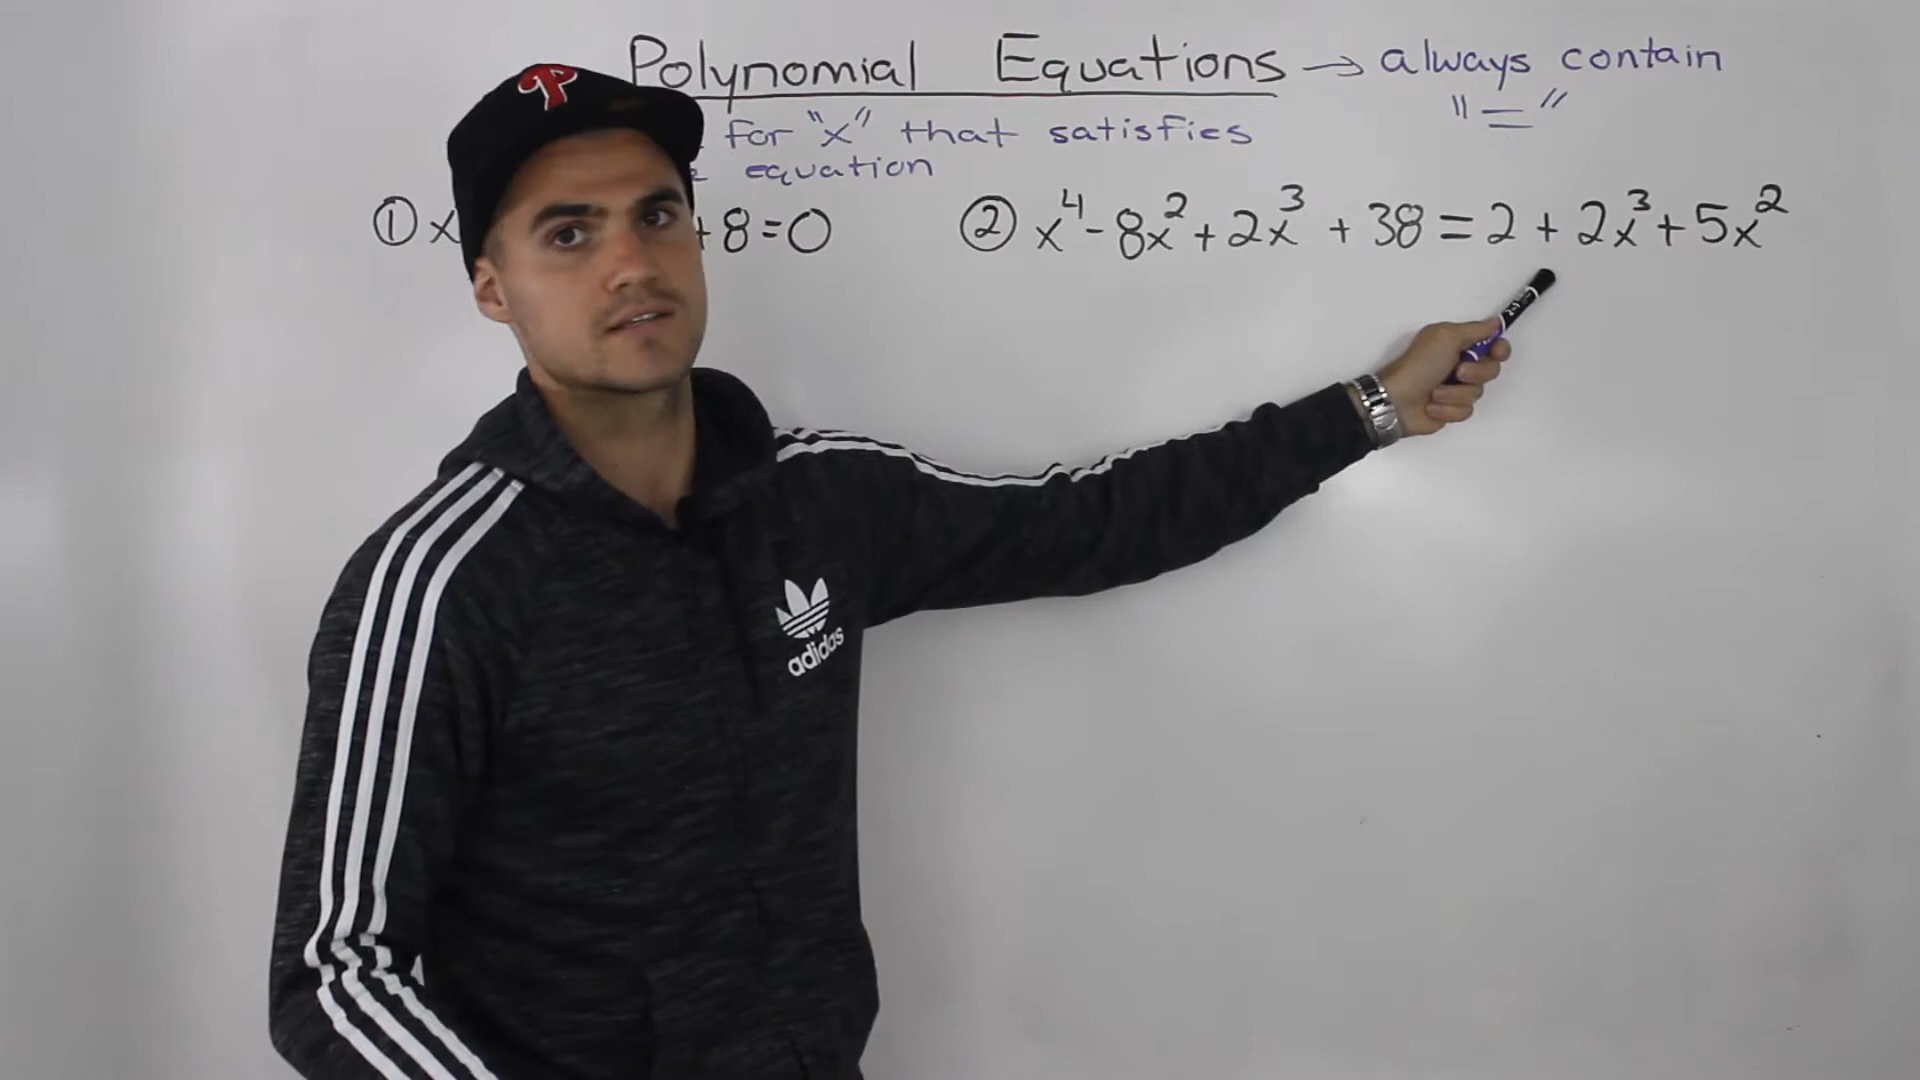 Polynomial Equations → always contain
"="
for "x" that satisfies
equation
① x +8=0
② x⁴-8x²+2x³+38=2+2x³+5x²
P
adidas